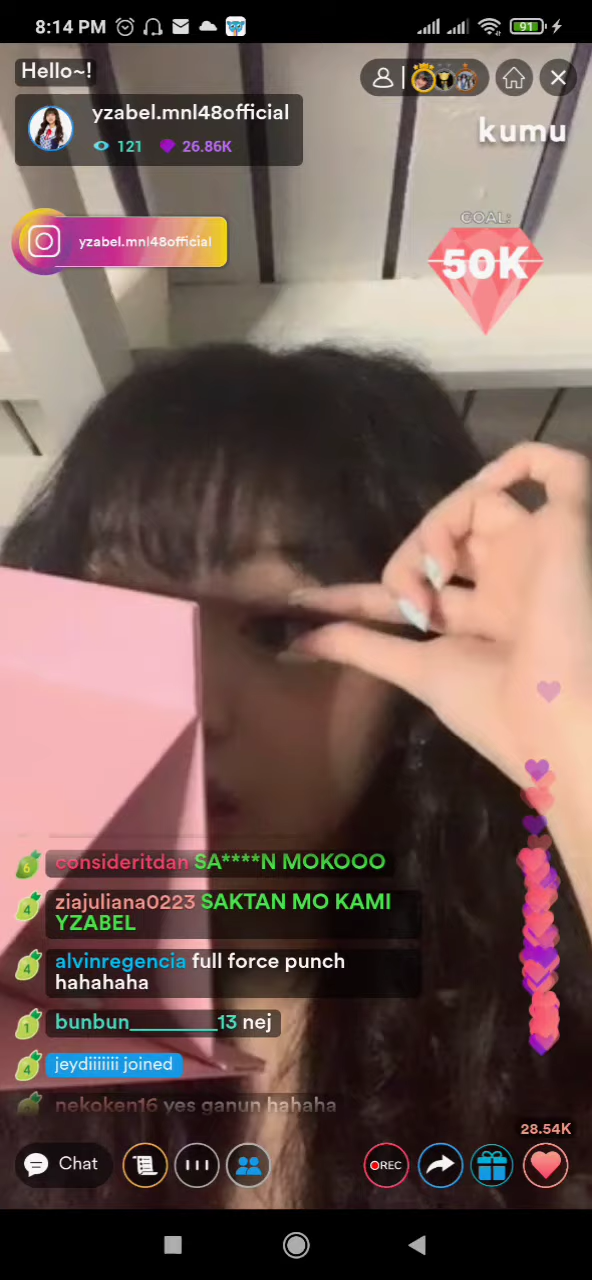 8:14 PM
91
Hello~!
yzabel.mnl48official
121
26.86K
kumu
yzabel.mnl48official
GOAL:
50K
6
consideritdan SA****N MOKOOO
4
ziajuliana0223 SAKTAN MO KAMI
YZABEL
4
alvinregencia full force punch
hahahaha
1
bunbun________13 nej
4
jeydiiiiiii joined
nekoken16 yes ganun hahaha
28.54K
Chat
REC